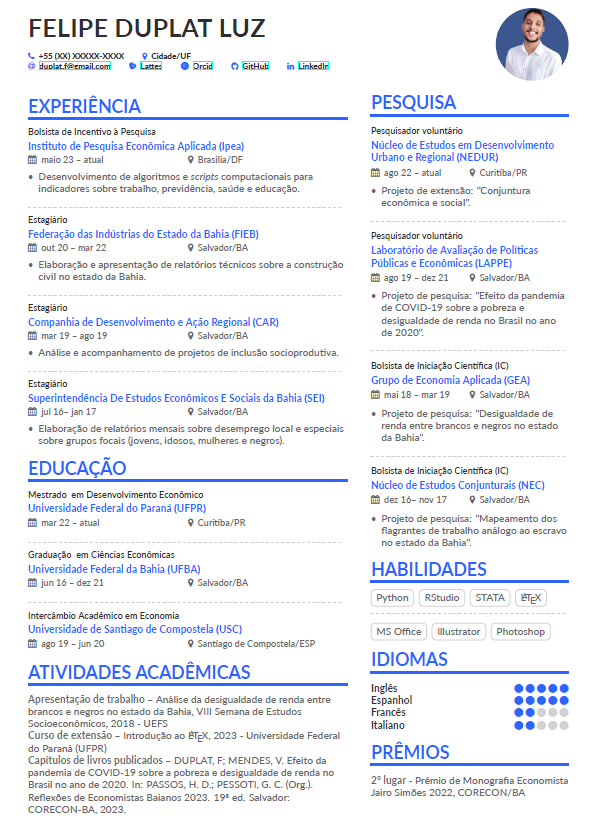 FELIPE DUPLAT LUZ
+55 (XX) XXXXX-XXXX Cidade/UF
duplat.f@email.com Lattes Orcid GitHub LinkedIn
EXPERIÊNCIA
Bolsista de Incentivo à Pesquisa
Instituto de Pesquisa Econômica Aplicada (Ipea)
maio 23 – atual Brasília/DF
• Desenvolvimento de algoritmos e scripts computacionais para
indicadores sobre trabalho, previdência, saúde e educação.
Estagiário
Federação das Indústrias do Estado da Bahia (FIEB)
out 20 – mar 22 Salvador/BA
• Elaboração e apresentação de relatórios técnicos sobre a construção
civil no estado da Bahia.
Estagiário
Companhia de Desenvolvimento e Ação Regional (CAR)
mar 19 – ago 19 Salvador/BA
• Análise e acompanhamento de projetos de inclusão socioprodutiva.
Estagiário
Superintendência De Estudos Econômicos E Sociais da Bahia (SEI)
jul 16– jan 17 Salvador/BA
• Elaboração de relatórios mensais sobre desemprego local e especiais
sobre grupos focais (jovens, idosos, mulheres e negros).
EDUCAÇÃO
Mestrado em Desenvolvimento Econômico
Universidade Federal do Paraná (UFPR)
mar 22 – atual Curitiba/PR
Graduação em Ciências Econômicas
Universidade Federal da Bahia (UFBA)
jun 16 – dez 21 Salvador/BA
Intercâmbio Acadêmico em Economia
Universidade de Santiago de Compostela (USC)
ago 19 – jun 20 Santiago de Compostela/ESP
ATIVIDADES ACADÊMICAS
Apresentação de trabalho – Análise da desigualdade de renda entre
brancos e negros no estado da Bahia, VIII Semana de Estudos
Socioeconômicos, 2018 - UEFS
Curso de extensão – Introdução ao LATEX, 2023 - Universidade Federal
do Paraná (UFPR)
Capítulos de livros publicados – DUPLAT, F; MENDES, V. Efeito da
pandemia de COVID-19 sobre a pobreza e desigualdade de renda no
Brasil no ano de 2020. In: PASSOS, H. D.; PESSOTI, G. C. (Org.).
Reflexões de Economistas Baianos 2023. 19ª ed. Salvador:
CORECON-BA, 2023.
PESQUISA
Pesquisador voluntário
Núcleo de Estudos em Desenvolvimento
Urbano e Regional (NEDUR)
ago 22 – atual Curitiba/PR
• Projeto de extensão: "Conjuntura
econômica e social".
Pesquisador voluntário
Laboratório de Avaliação de Políticas
Públicas e Econômicas (LAPPE)
ago 19 – dez 21 Salvador/BA
• Projeto de pesquisa: "Efeito da pandemia
de COVID-19 sobre a pobreza e
desigualdade de renda no Brasil no ano
de 2020".
Bolsista de Iniciação Científica (IC)
Grupo de Economia Aplicada (GEA)
mai 18 – mar 19 Salvador/BA
• Projeto de pesquisa: "Desigualdade de
renda entre brancos e negros no estado
da Bahia".
Bolsista de Iniciação Científica (IC)
Núcleo de Estudos Conjunturais (NEC)
dez 16– nov 17 Salvador/BA
• Projeto de pesquisa: "Mapeamento dos
flagrantes de trabalho análogo ao escravo
no estado da Bahia".
HABILIDADES
Python RStudio STATA LATEX
MS Office Illustrator Photoshop
IDIOMAS
Inglês
Espanhol
Francês
Italiano
PRÊMIOS
2º lugar - Prêmio de Monografia Economista
Jairo Simões 2022, CORECON/BA